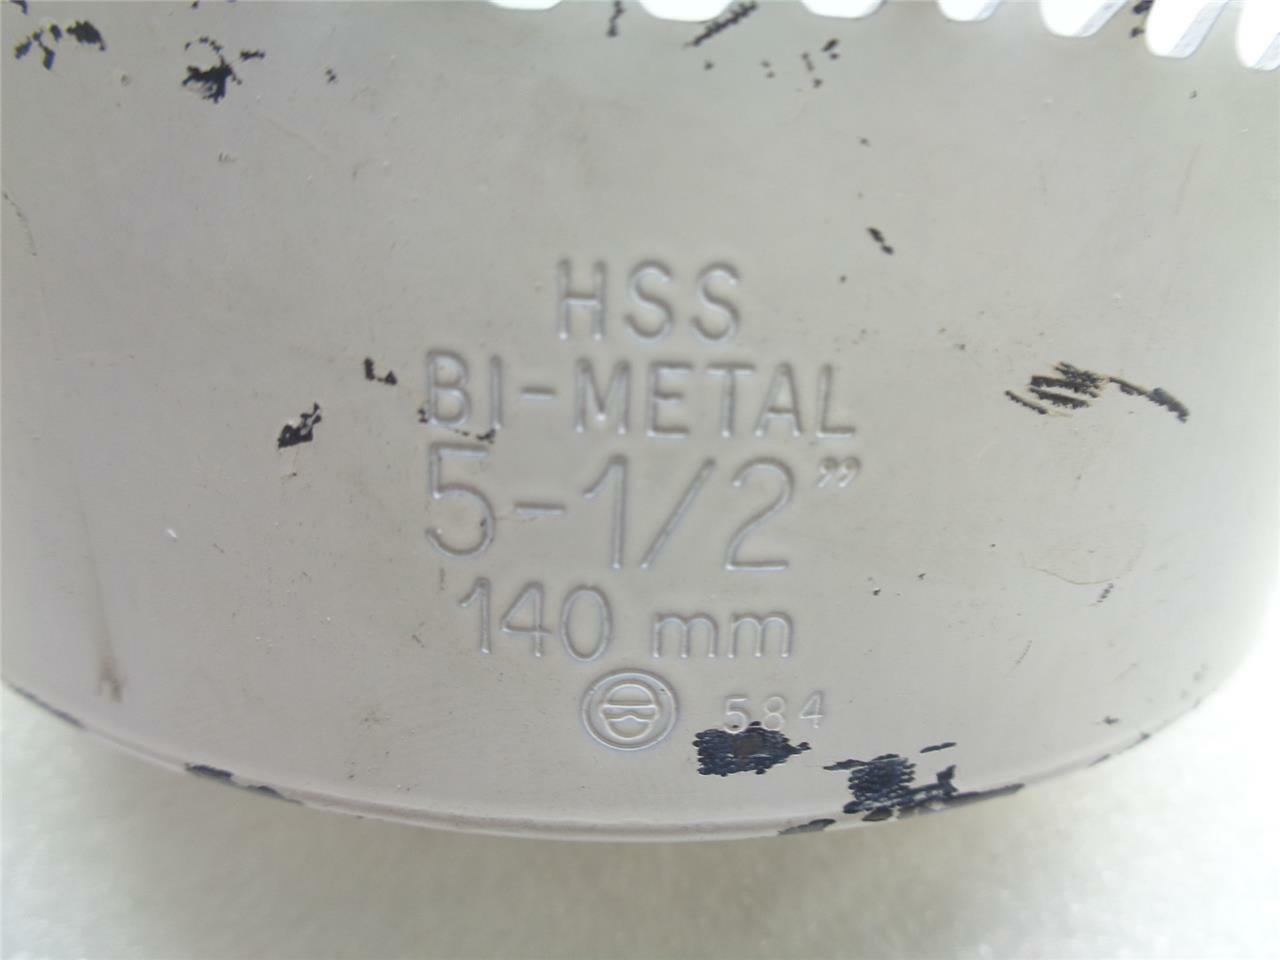 HSS
BI-METAL
5-1/2”
140 mm
584